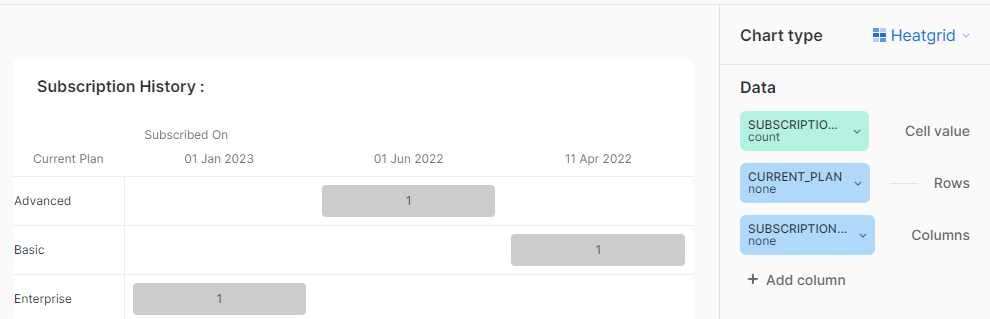 Chart type
Heatgrid
Subscription History :
Data
Subscribed On
SUBSCRIPTIO...
count
Cell value
Current Plan 01 Jan 2023 01 Jun 2022 11 Apr 2022
CURRENT_PLAN
none
Rows
Advanced 1
SUBSCRIPTION...
none
Columns
Basic 1
+ Add column
Enterprise 1